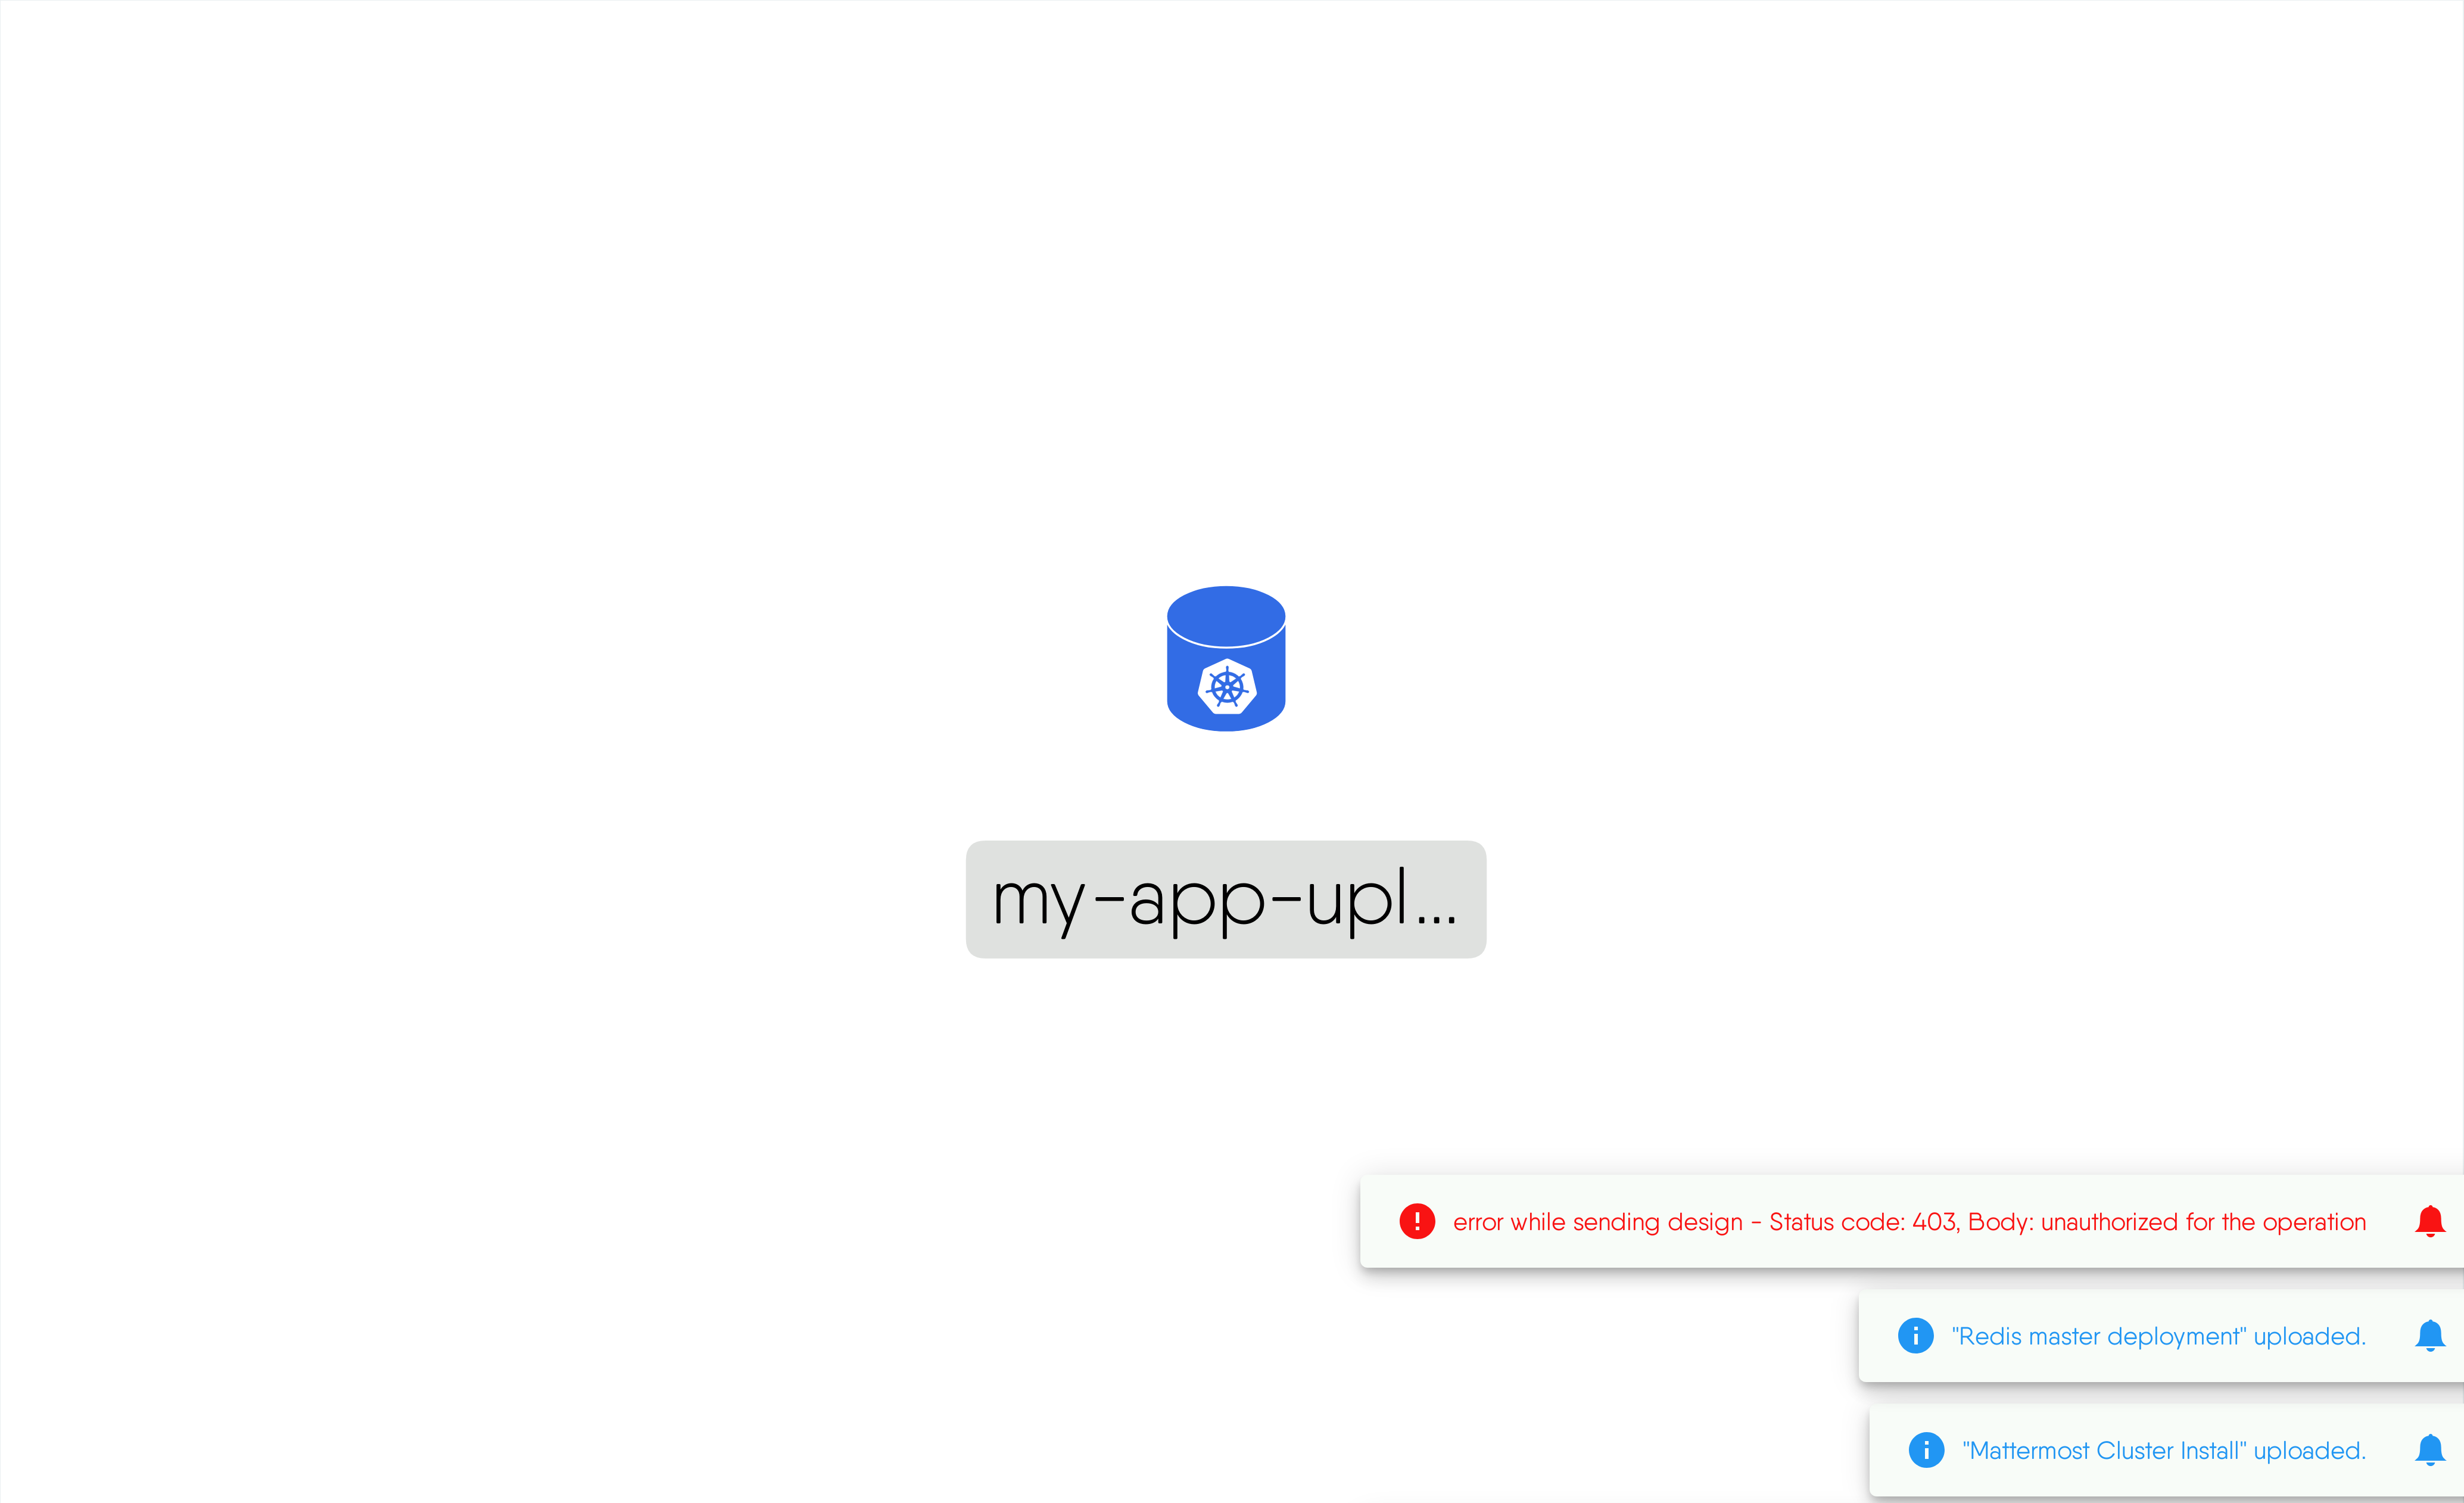 my-app-upl...
error while sending design - Status code: 403, Body: unauthorized for the operation
"Redis master deployment" uploaded.
"Mattermost Cluster Install" uploaded.